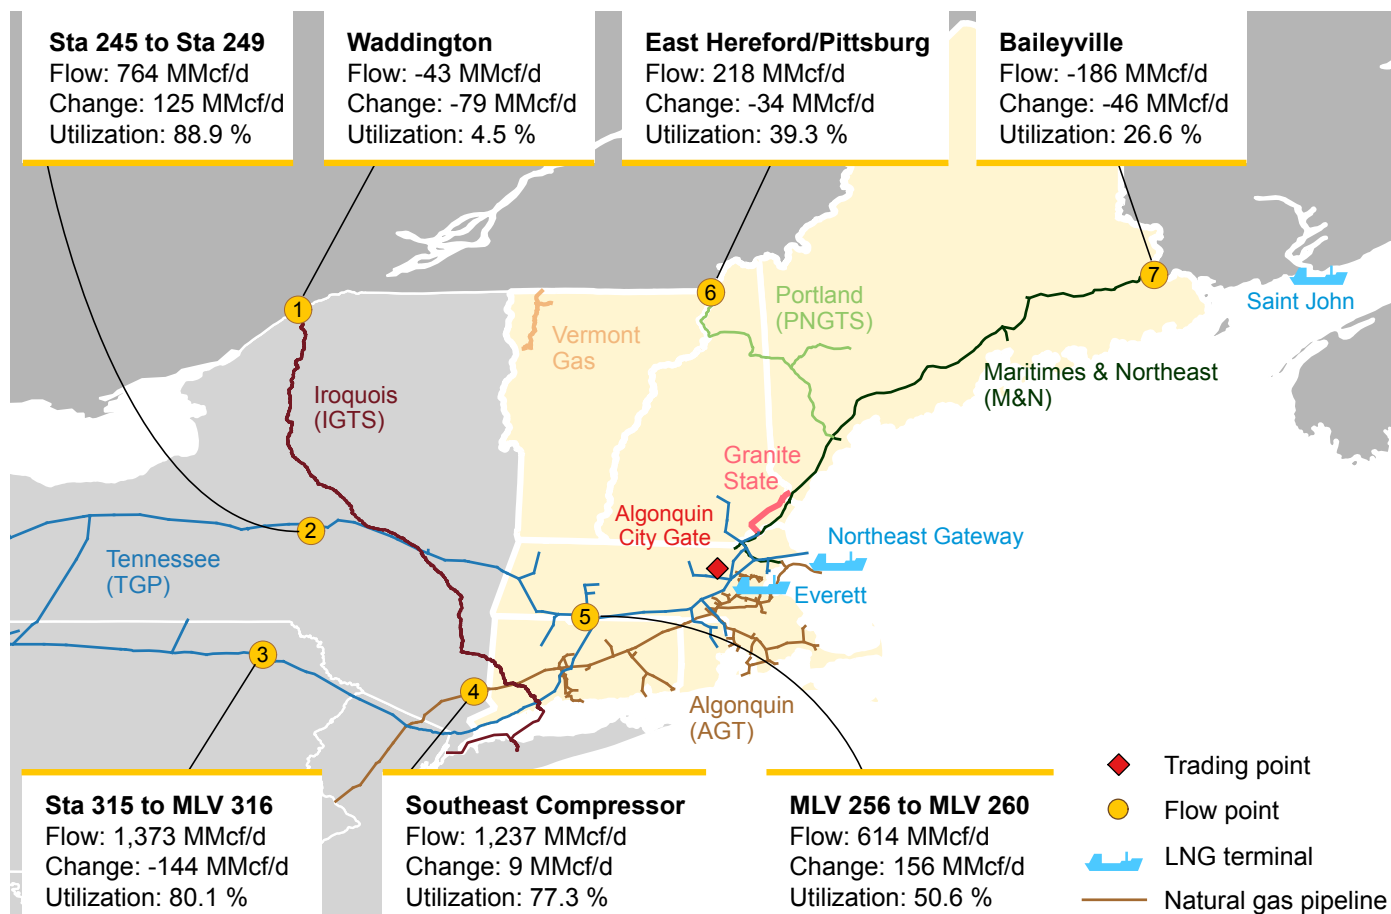 Sta 245 to Sta 249
Flow: 764 MMcf/d
Change: 125 MMcf/d
Utilization: 88.9 %
Waddington
Flow: -43 MMcf/d
Change: -79 MMcf/d
Utilization: 4.5 %
East Hereford/Pittsburg
Flow: 218 MMcf/d
Change: -34 MMcf/d
Utilization: 39.3 %
Baileyville
Flow: -186 MMcf/d
Change: -46 MMcf/d
Utilization: 26.6 %
1
6
7
Portland
(PNGTS)
Saint John
Vermont
Gas
Maritimes & Northeast
(M&N)
Iroquois
(IGTS)
Granite
State
Algonquin
City Gate
2
Northeast Gateway
Tennessee
(TGP)
Everett
5
3
4
Algonquin
(AGT)
Sta 315 to MLV 316
Flow: 1,373 MMcf/d
Change: -144 MMcf/d
Utilization: 80.1 %
Southeast Compressor
Flow: 1,237 MMcf/d
Change: 9 MMcf/d
Utilization: 77.3 %
MLV 256 to MLV 260
Flow: 614 MMcf/d
Change: 156 MMcf/d
Utilization: 50.6 %
Trading point
Flow point
LNG terminal
Natural gas pipeline